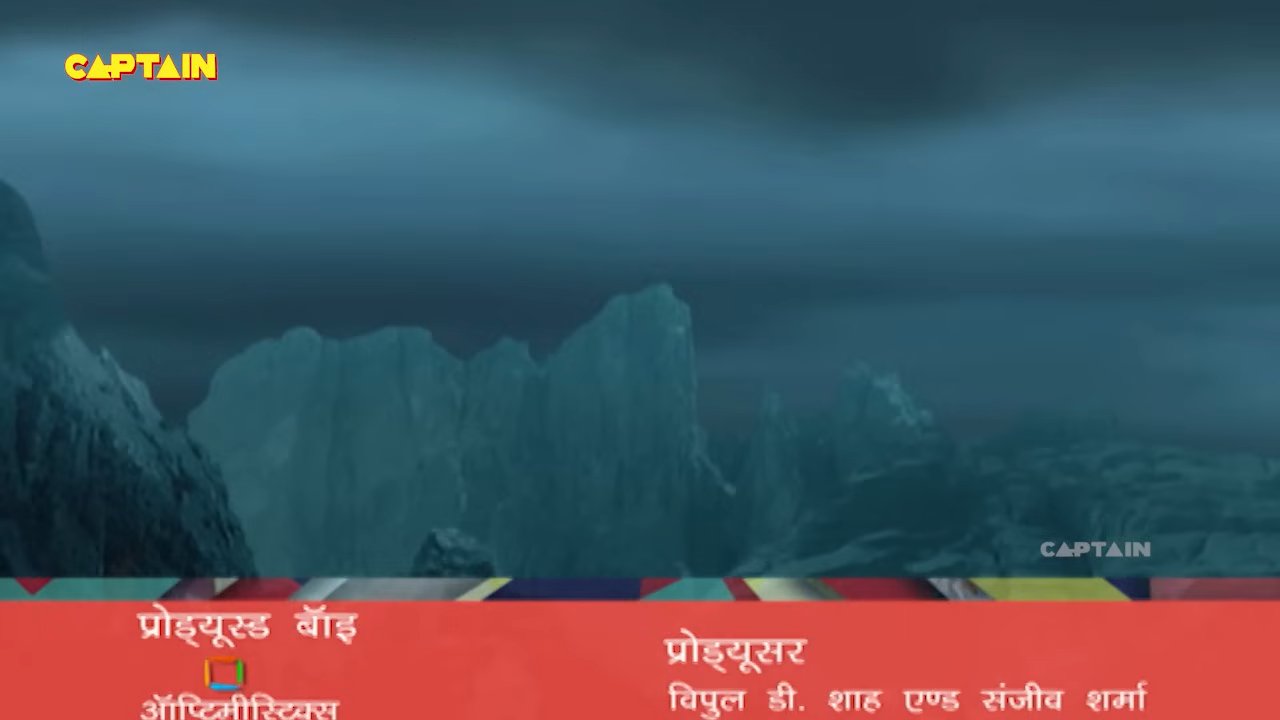 CAPTAIN
CAPTAIN
प्रोड्यूस्ड बॅाइ
ऑप्टिमीस्टिक्स
प्रोड्यूसर
विपुल डी. शाह एण्ड संजीव शर्मा